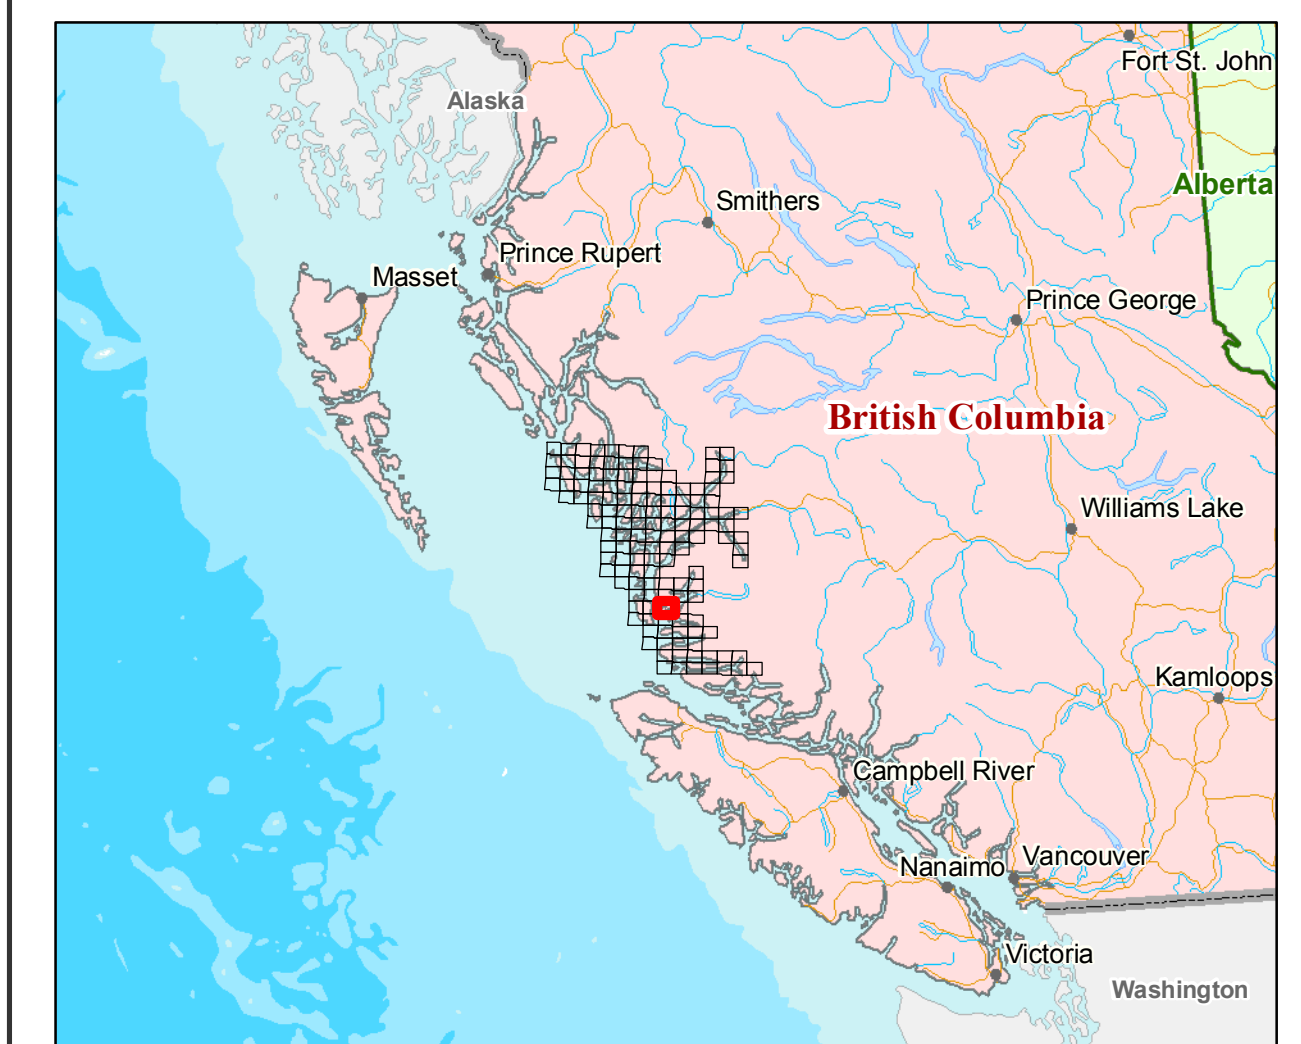 Fort St. John
Alaska
Alberta
Smithers
Prince Rupert
Masset
Prince George
British Columbia
Williams Lake
Kamloops
Campbell River
Vancouver
Nanaimo
Victoria
Washington